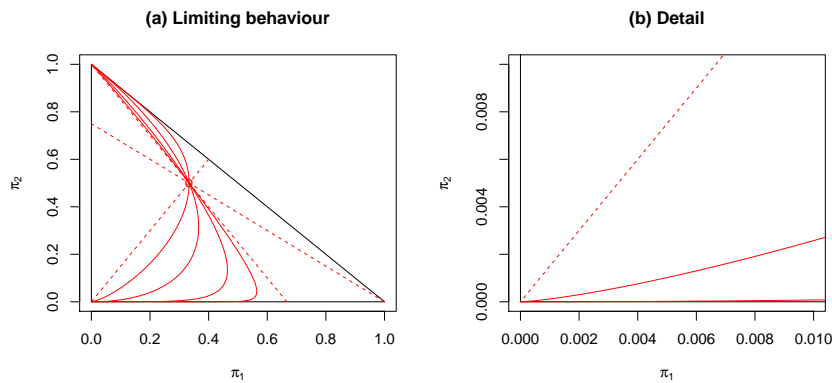 (a) Limiting behaviour
1.0
0.8
0.6
0.4
0.2
0.0
π2
0.0 0.2 0.4 0.6 0.8 1.0
π1
(b) Detail
0.008
0.004
0.000
π2
0.000 0.002 0.004 0.006 0.008 0.010
π1